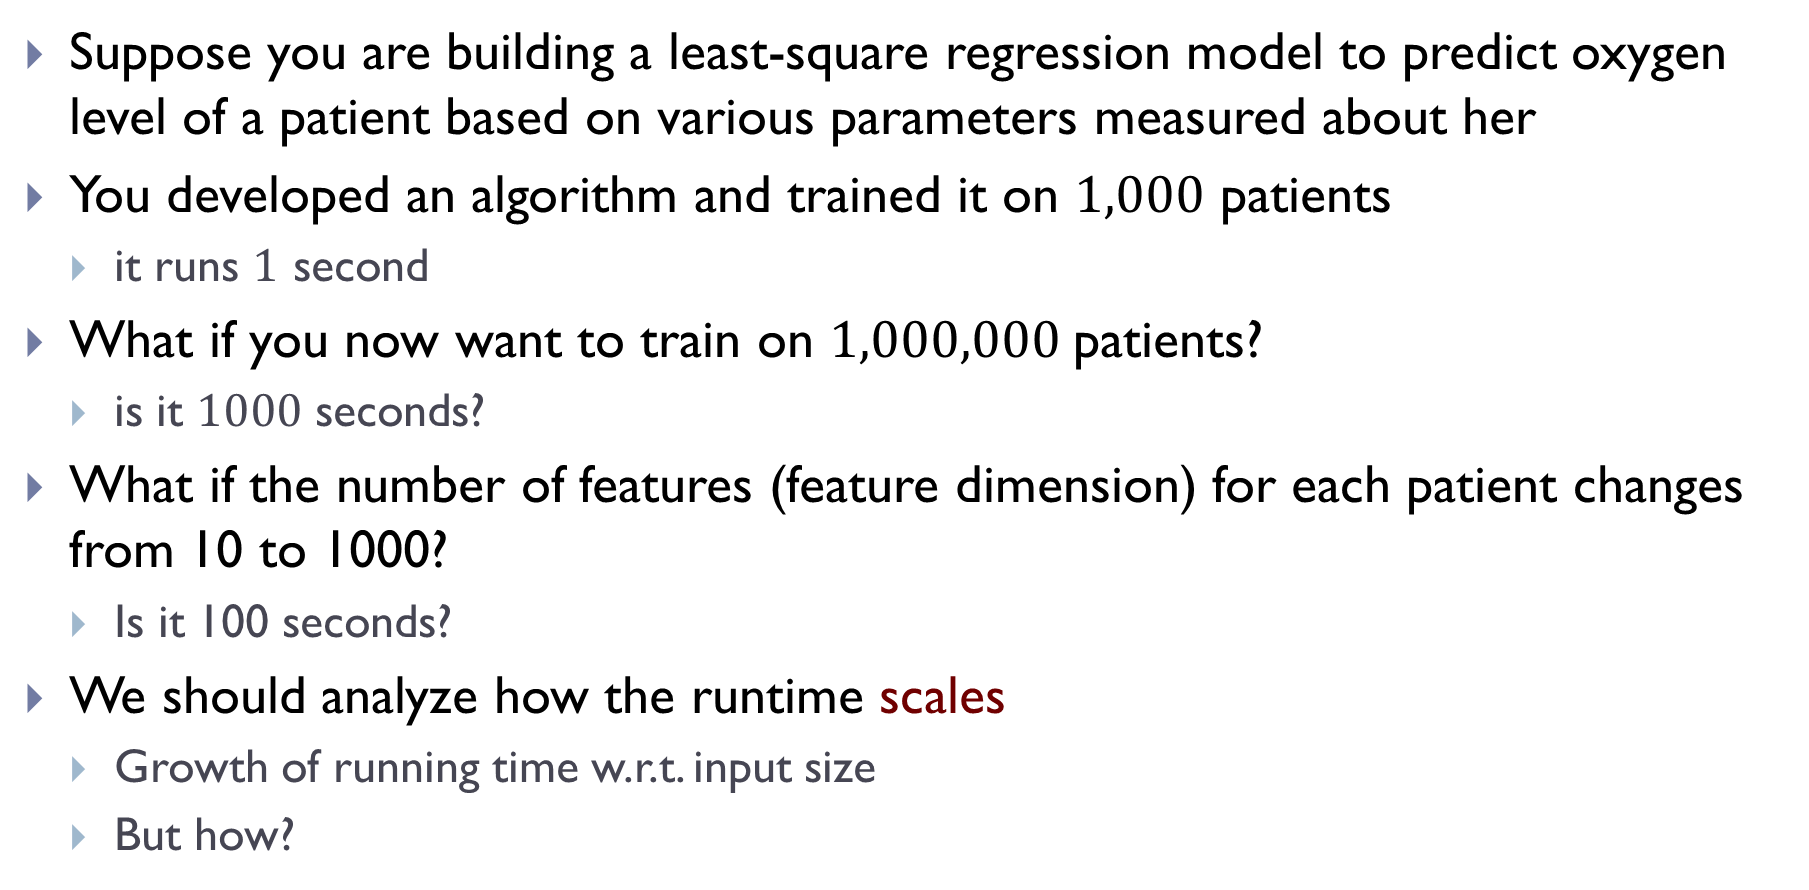 Suppose you are building a least-square regression model to predict oxygen
level of a patient based on various parameters measured about her
You developed an algorithm and trained it on 1,000 patients
it runs 1 second
What if you now want to train on 1,000,000 patients?
is it 1000 seconds?
What if the number of features (feature dimension) for each patient changes
from 10 to 1000?
Is it 100 seconds?
We should analyze how the runtime scales
Growth of running time w.r.t. input size
But how?